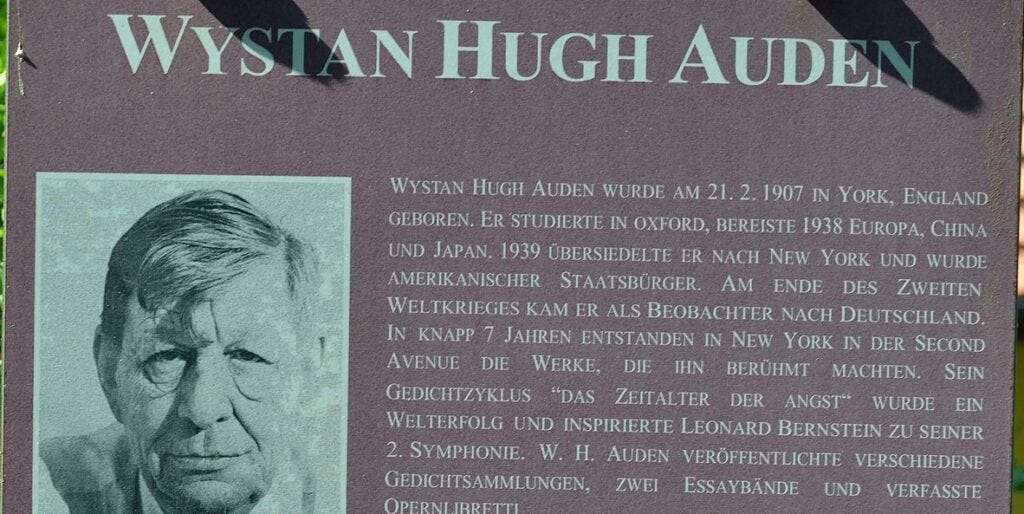 WYSTAN HUGH AUDEN
WYSTAN HUGH AUDEN WURDE AM 21. 2. 1907 IN YORK, ENGLAND
GEBOREN. ER STUDIERTE IN OXFORD, BEREISTE 1938 EUROPA, CHINA
UND JAPAN. 1939 ÜBERSIEDELTE ER NACH NEW YORK UND WURDE
AMERIKANISCHER STAATSBÜRGER. AM ENDE DES ZWEITEN
WELTKRIEGES KAM ER ALS BEOBACHTER NACH DEUTSCHLAND.
IN KNAPP 7 JAHREN ENTSTANDEN IN NEW YORK IN DER SECOND
AVENUE DIE WERKE, DIE IHN BERÜHMT MACHTEN. SEIN
GEDICHTZYKLUS “DAS ZEITALTER DER ANGST“ WURDE EIN
WELTERFOLG UND INSPIRIERTE LEONARD BERNSTEIN ZU SEINER
2. SYMPHONIE. W. H. AUDEN VERÖFFENTLICHTE VERSCHIEDENE
GEDICHTSAMMLUNGEN, ZWEI ESSAYBÄNDE UND VERFASSTE
OPERNLIBRETTI